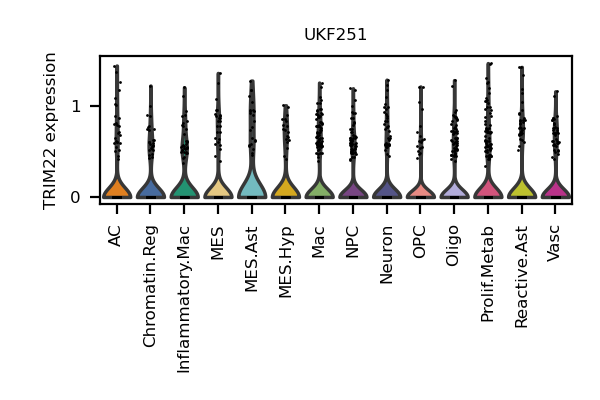 UKF251
TRIM22 expression
1
0
AC
Chromatin.Reg
Inflammatory.Mac
MES
MES.Ast
MES.Hyp
Mac
NPC
Neuron
OPC
Oligo
Prolif.Metab
Reactive.Ast
Vasc